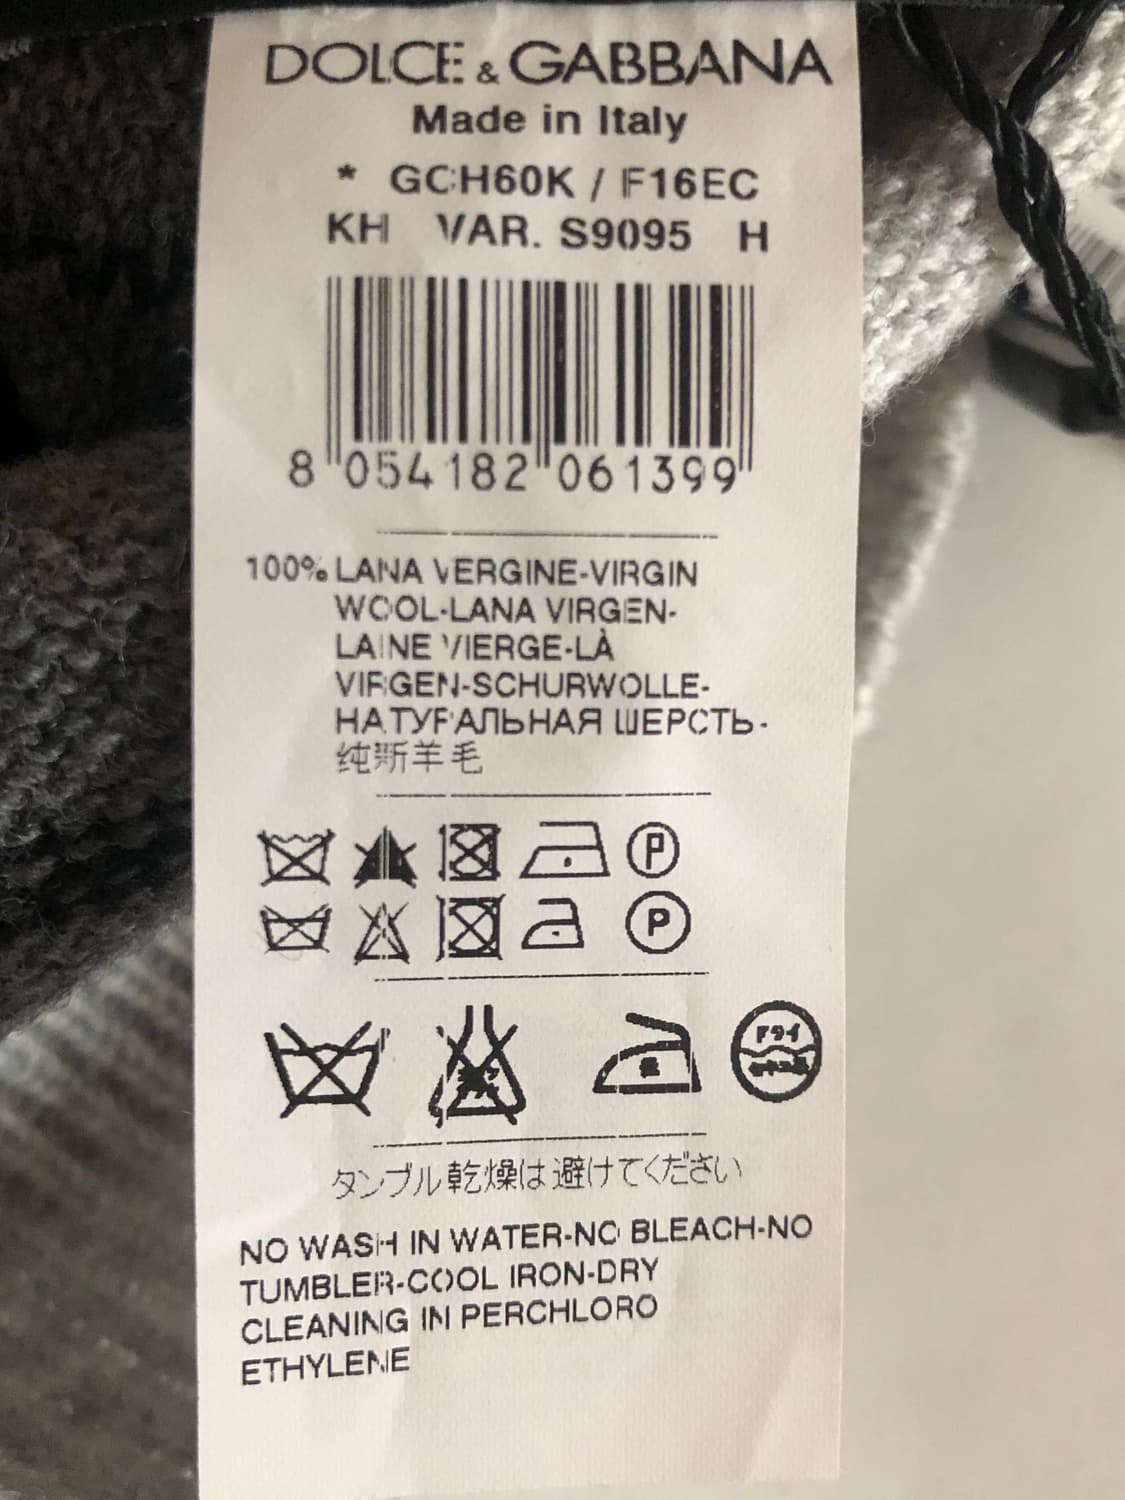 DOLCE & GABBANA
Made in Italy
* GCH60K / F16EC
KH VAR. S9095 H
8 054182 061399
100% LANA VERGINE-VIRGIN
WOOL-LANA VIRGEN-
LAINE VIERGE-LÀ
VIRGEN-SCHURWOLLE-
НАТУРАЛЬНАЯ ШЕРСТЬ-
纯斯羊毛
P
P
ドライ
タンブル乾燥は避けてください
NO WASH IN WATER-NO BLEACH-NO
TUMBLER-COOL IRON-DRY
CLEANING IN PERCHLORO
ETHYLENE